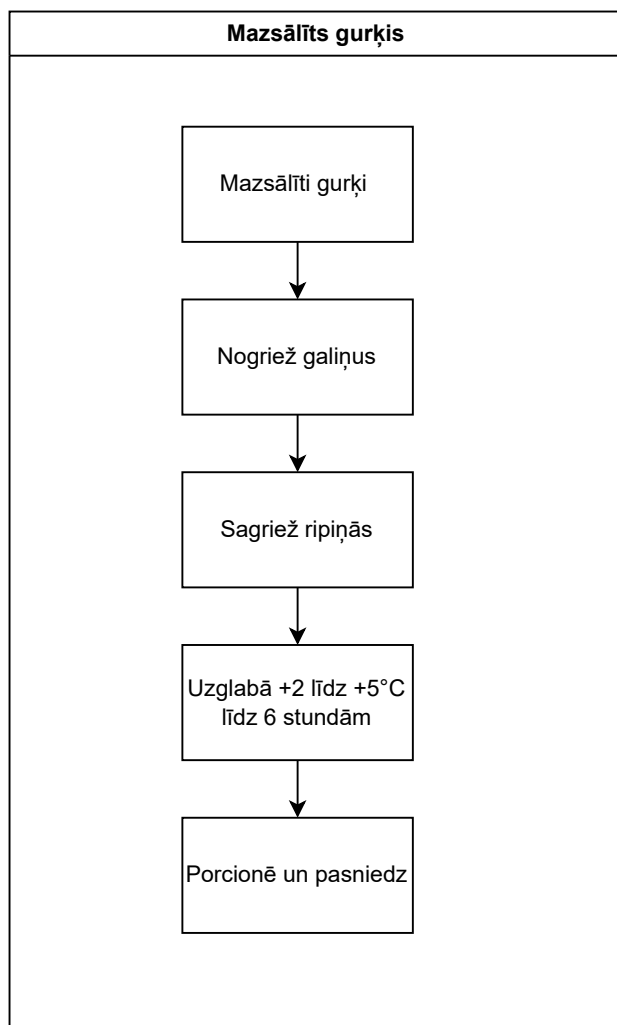 Mazsālīts gurķis
Mazsālīti gurķi
Nogriež galiņus
Sagriež ripiņās
Uzglabā +2 līdz +5°C
līdz 6 stundām
Porcionē un pasniedz